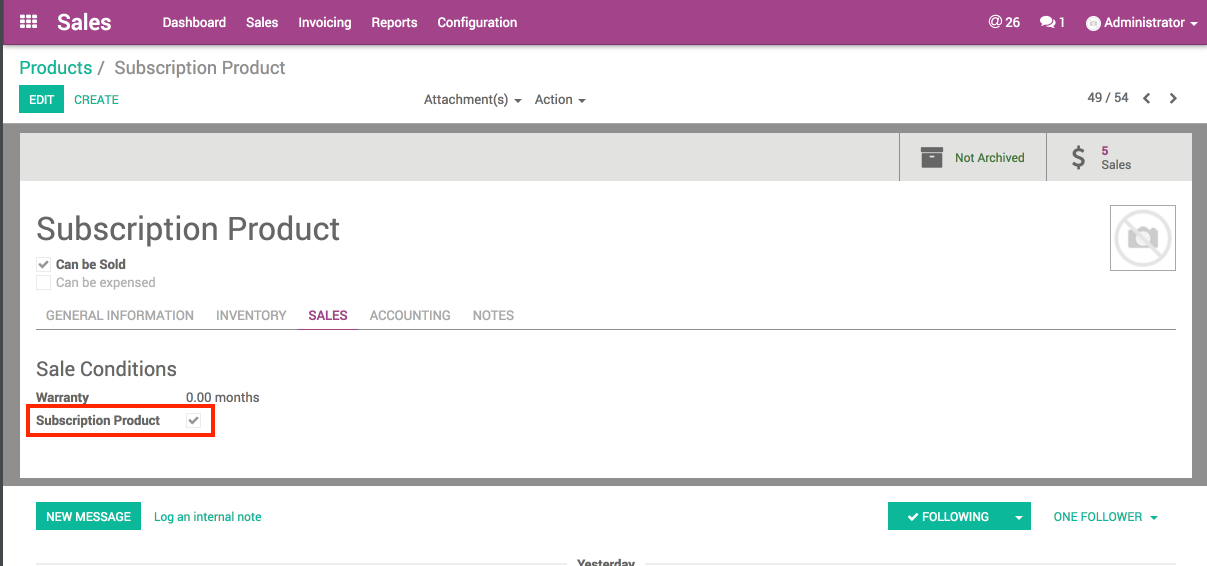 Sales Dashboard Sales Invoicing Reports Configuration @ 26 1 Administrator
Products / Subscription Product
EDIT CREATE Attachment(s) Action 49 / 54
Not Archived 5 Sales
Subscription Product
Can be Sold
Can be expensed
GENERAL INFORMATION INVENTORY SALES ACCOUNTING NOTES
Sale Conditions
Warranty 0.00 months
Subscription Product
NEW MESSAGE Log an internal note FOLLOWING ONE FOLLOWER
Yesterday